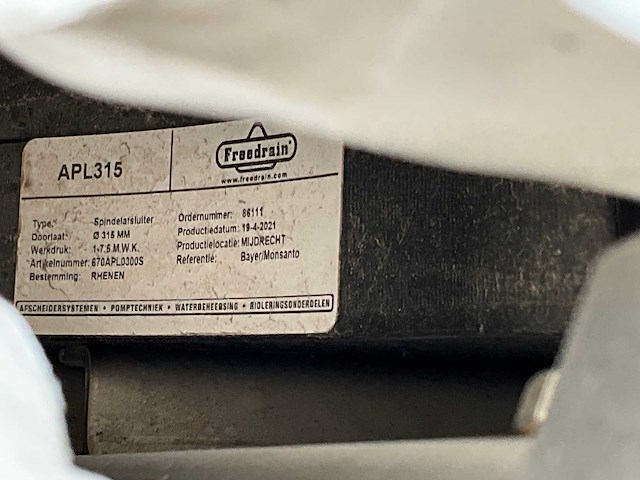 APL315
Freedrain
www.freedrain.com
Type: Spindelafsluiter
Doorlaat: Ø 315 MM
Werkdruk: 1-7,5 M.W.K.
Artikelnummer: 670APL0300S
Bestemming: RHENEN
Ordernummer: 86111
Productiedatum: 19-4-2021
Productielocatie: MIJDRECHT
Referentie: Bayer/Monsanto
AFSCHEIDERSYSTEMEN • POMPTECHNIEK • WATERBEHEERSING • RIOLERINGSONDERDELEN